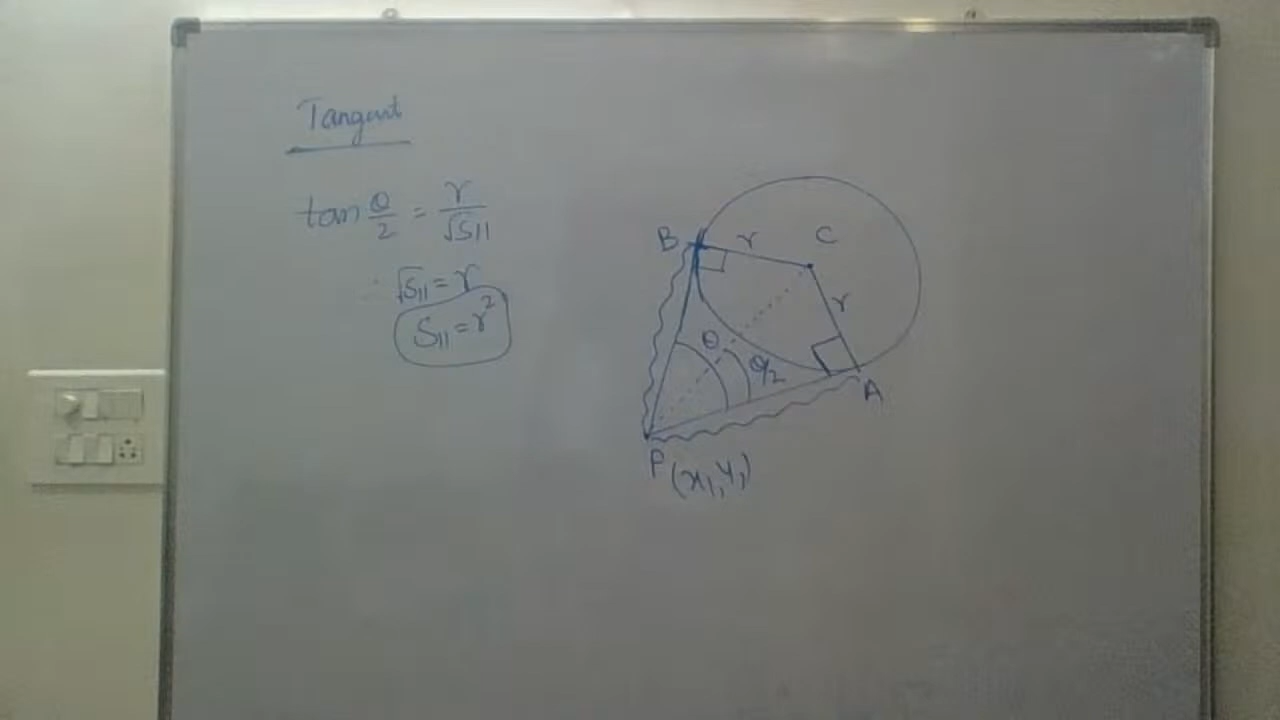 Tangent
tan θ/2 = r/√S₁₁
∴ √S₁₁ = r
S₁₁ = r²
B r C
r
θ θ/2
A
P (x₁, y₁)